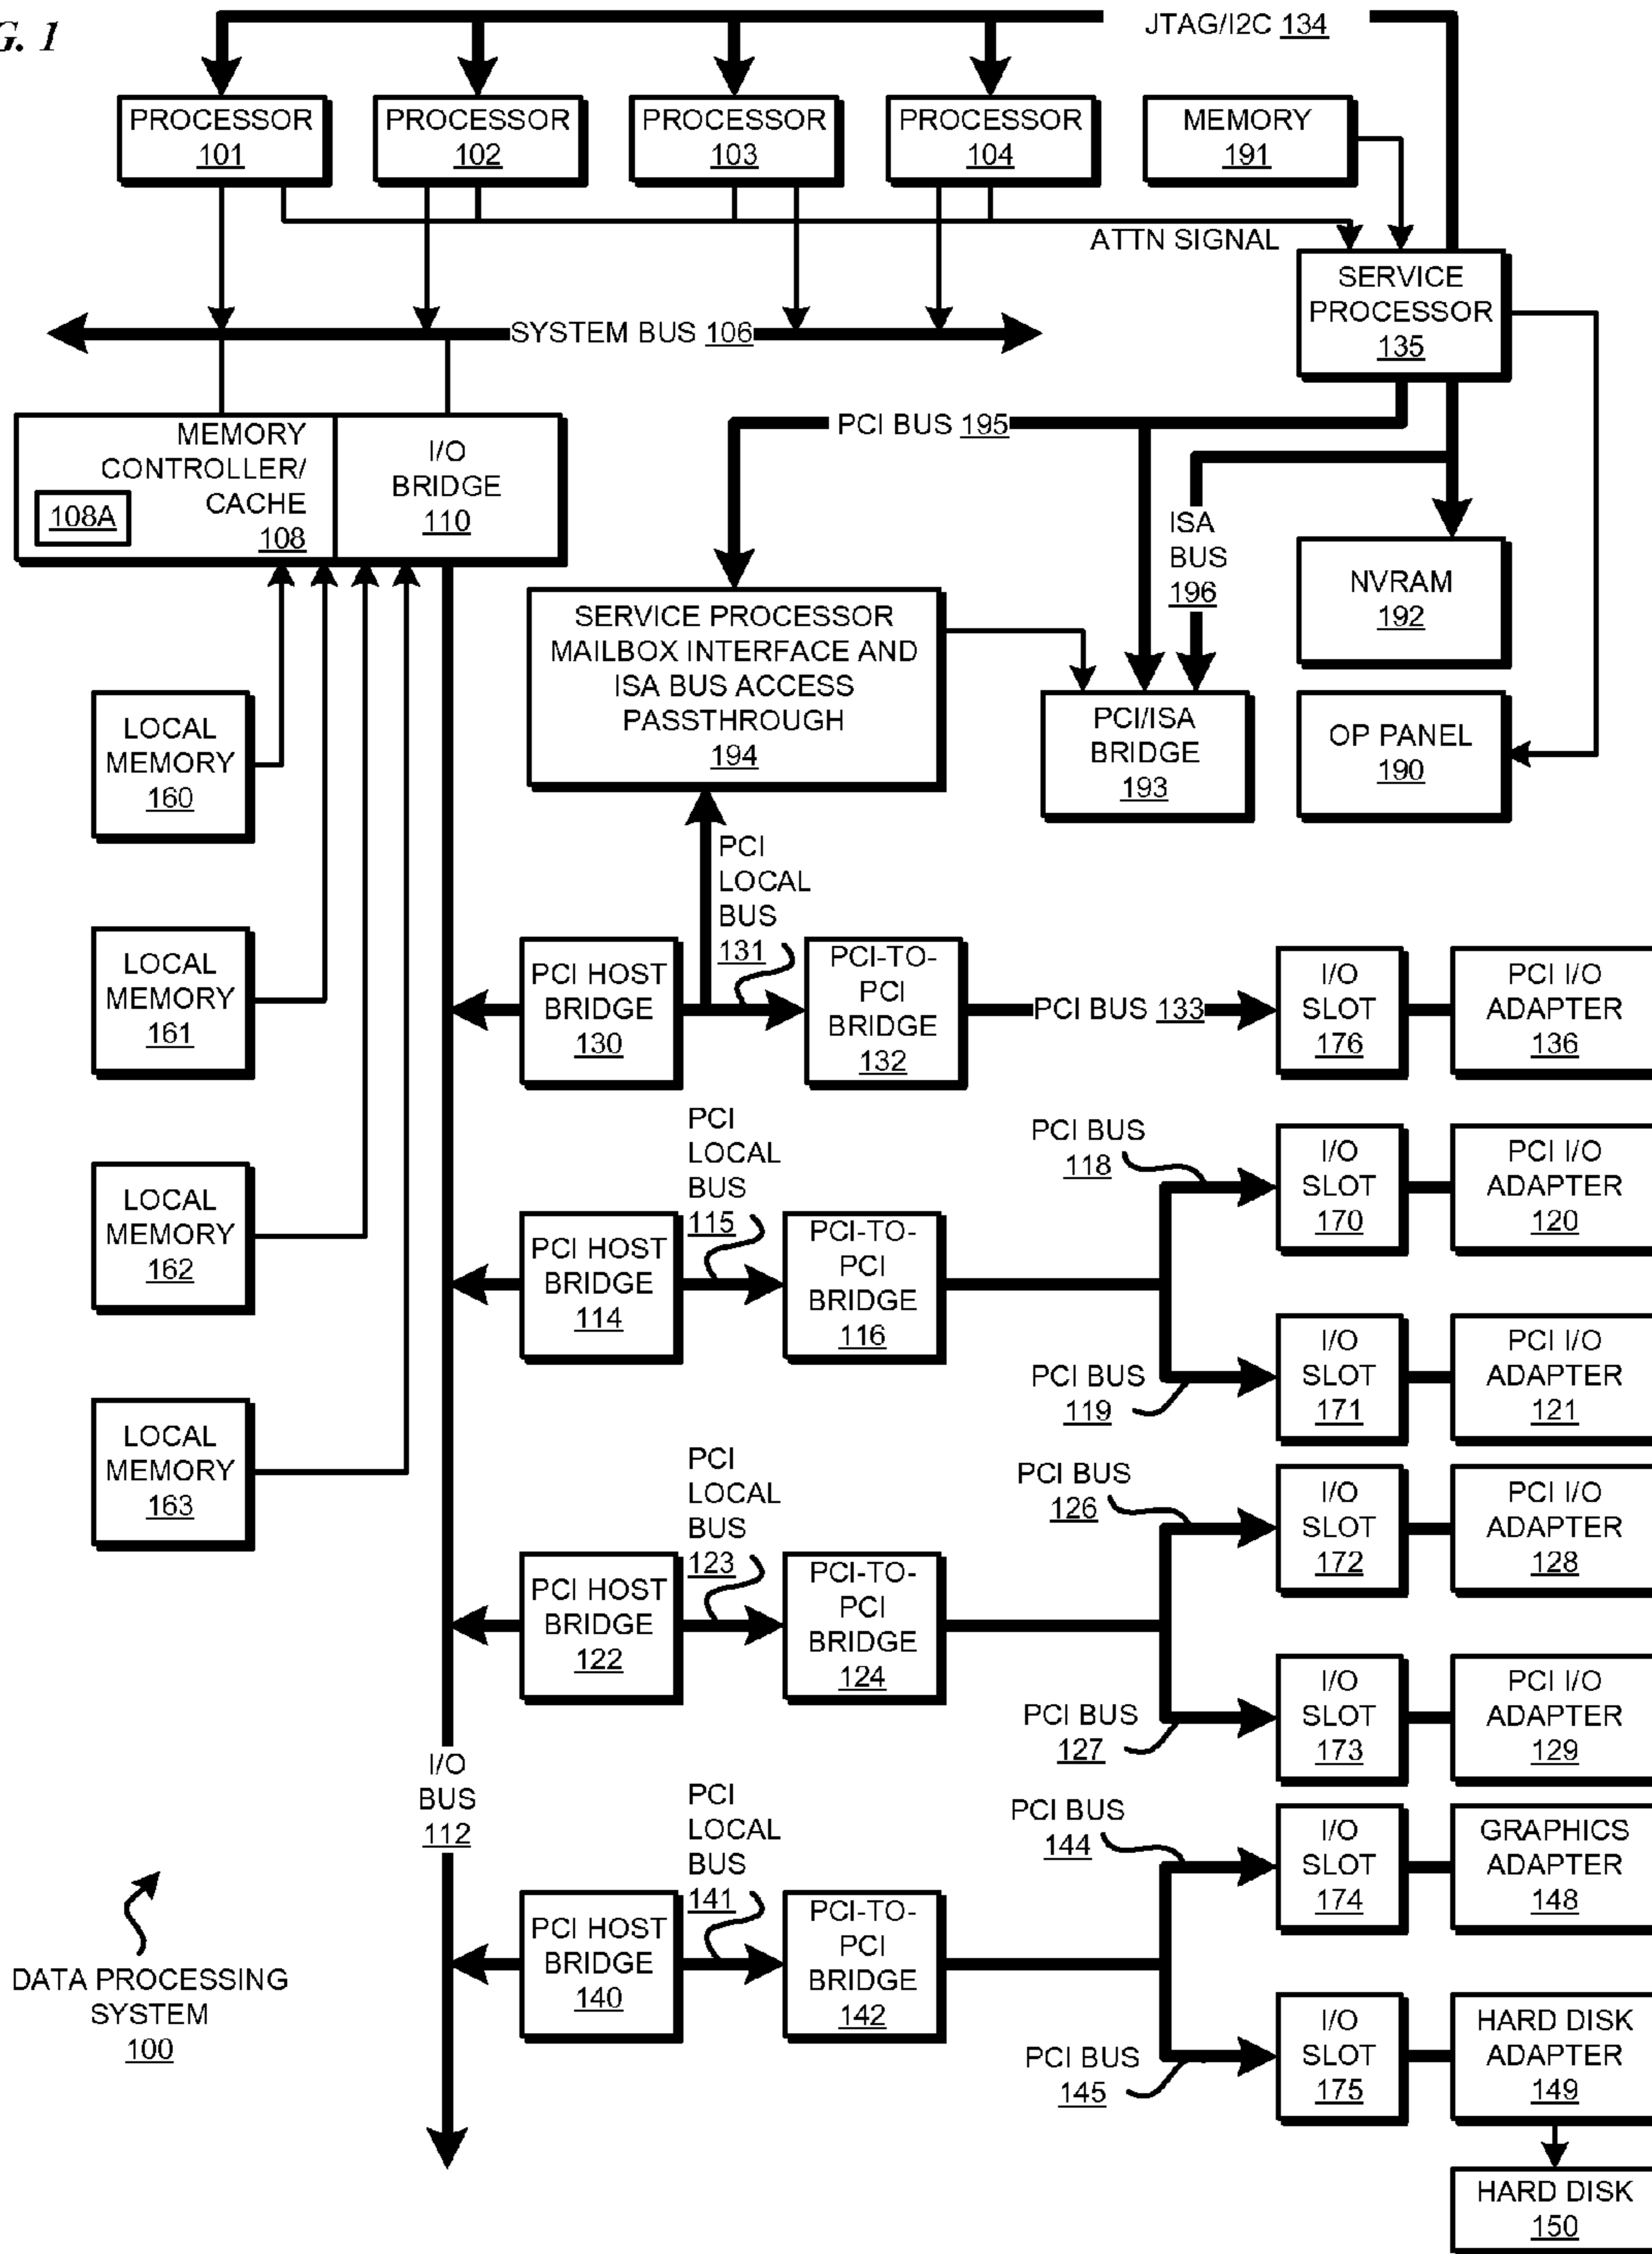 G. 1
JTAG/I2C 134
PROCESSOR
101
PROCESSOR
102
PROCESSOR
103
PROCESSOR
104
MEMORY
191
ATTN SIGNAL
SERVICE
PROCESSOR
135
SYSTEM BUS 106
MEMORY
CONTROLLER/
CACHE
108
108A
I/O
BRIDGE
110
PCI BUS 195
ISA
BUS
196
NVRAM
192
SERVICE PROCESSOR
MAILBOX INTERFACE AND
ISA BUS ACCESS
PASSTHROUGH
194
PCI/ISA
BRIDGE
193
OP PANEL
190
LOCAL
MEMORY
160
LOCAL
MEMORY
161
LOCAL
MEMORY
162
LOCAL
MEMORY
163
PCI
LOCAL
BUS
131
PCI HOST
BRIDGE
130
PCI-TO-
PCI
BRIDGE
132
PCI BUS 133
I/O
SLOT
176
PCI I/O
ADAPTER
136
PCI
LOCAL
BUS
115
PCI HOST
BRIDGE
114
PCI-TO-
PCI
BRIDGE
116
PCI BUS
118
I/O
SLOT
170
PCI I/O
ADAPTER
120
PCI BUS
119
I/O
SLOT
171
PCI I/O
ADAPTER
121
PCI
LOCAL
BUS
123
PCI HOST
BRIDGE
122
PCI-TO-
PCI
BRIDGE
124
PCI BUS
126
I/O
SLOT
172
PCI I/O
ADAPTER
128
PCI BUS
127
I/O
SLOT
173
PCI I/O
ADAPTER
129
I/O
BUS
112
PCI
LOCAL
BUS
141
PCI HOST
BRIDGE
140
PCI-TO-
PCI
BRIDGE
142
PCI BUS
144
I/O
SLOT
174
GRAPHICS
ADAPTER
148
PCI BUS
145
I/O
SLOT
175
HARD DISK
ADAPTER
149
HARD DISK
150
DATA PROCESSING
SYSTEM
100